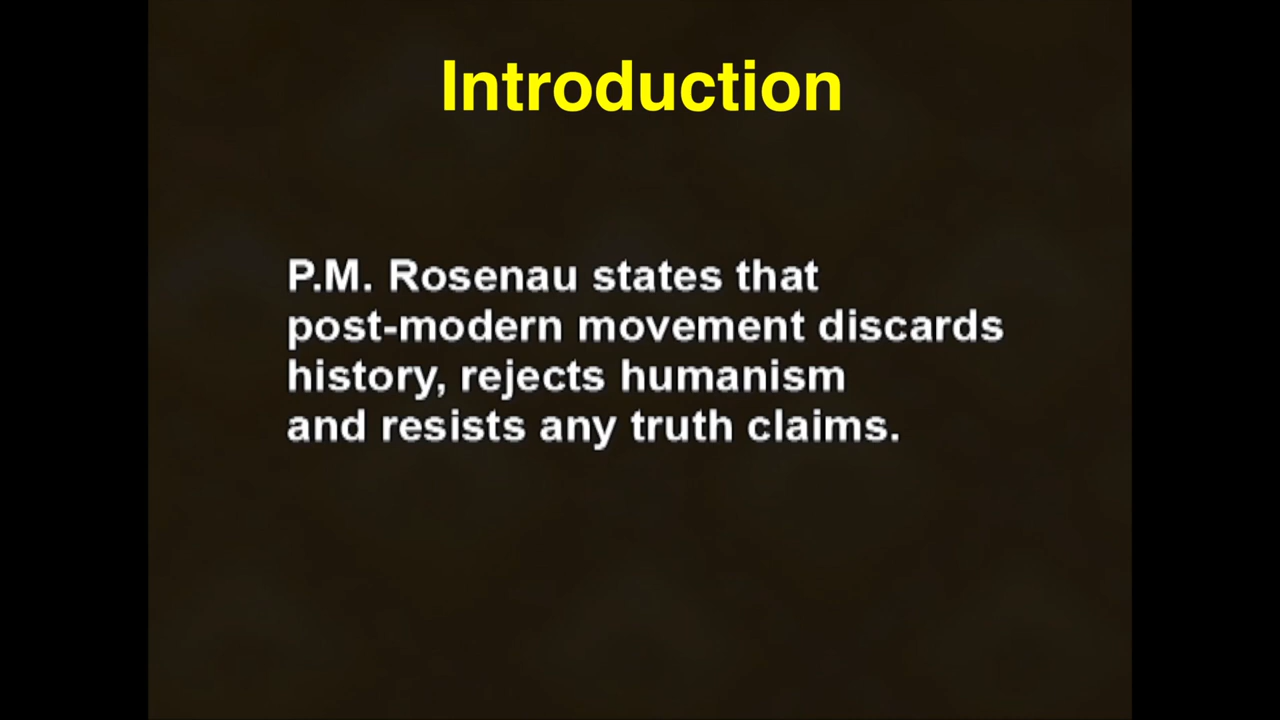 Introduction
P.M. Rosenau states that
post-modern movement discards
history, rejects humanism
and resists any truth claims.